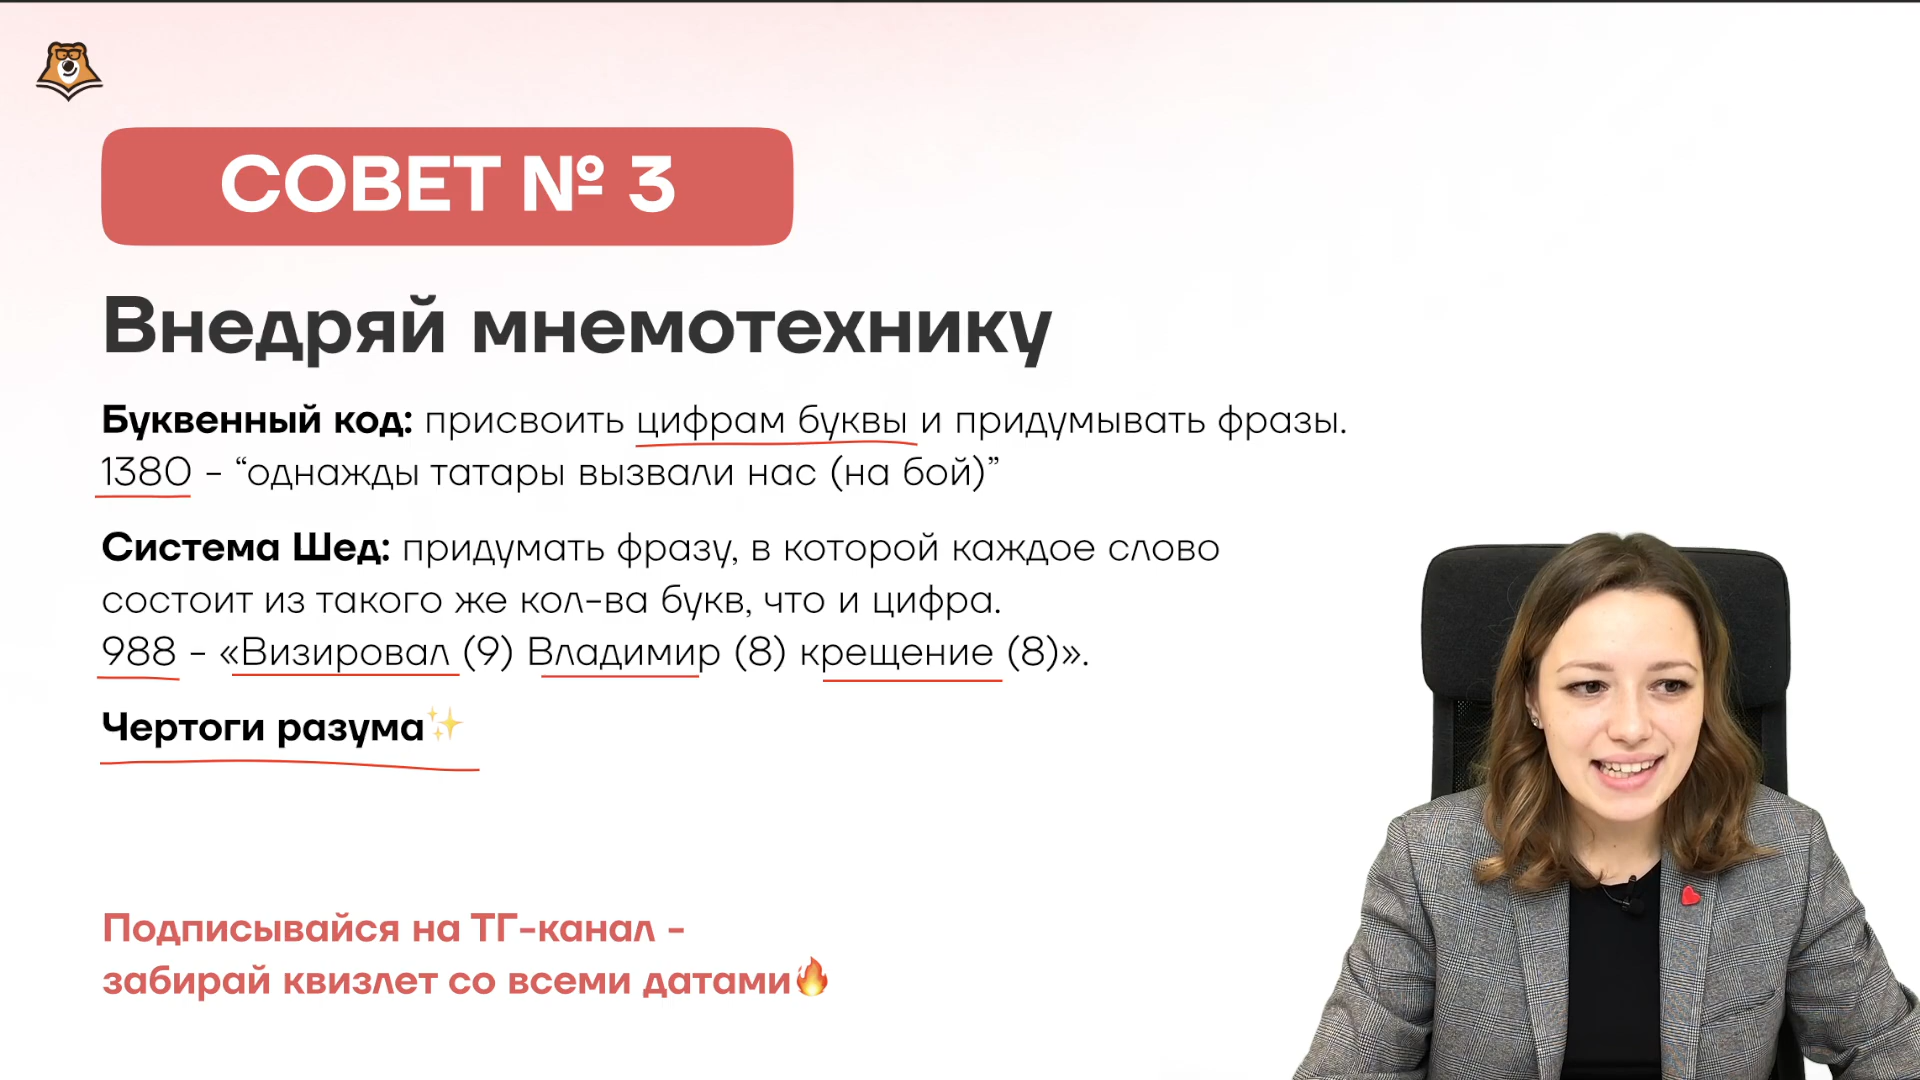 СОВЕТ № 3
Внедряй мнемотехнику
Буквенный код: присвоить цифрам буквы и придумывать фразы.
1380 – “однажды татары вызвали нас (на бой)”
Система Шед: придумать фразу, в которой каждое слово
состоит из такого же кол-ва букв, что и цифра.
988 – «Визировал (9) Владимир (8) крещение (8)».
Чертоги разума✨
Подписывайся на ТГ-канал –
забирай квизлет со всеми датами🔥